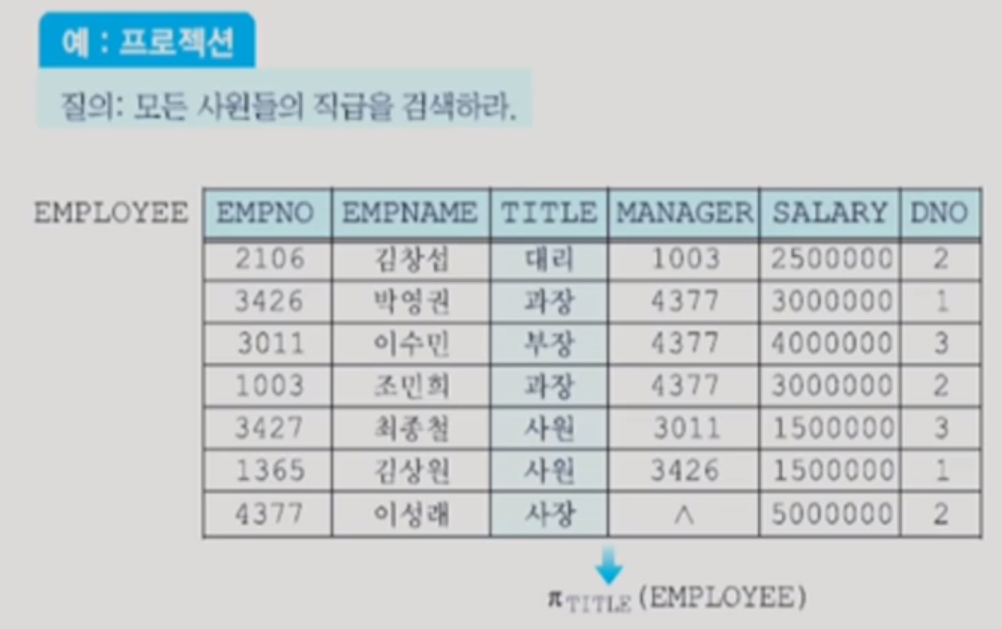 예 : 프로젝션
질의: 모든 사원들의 직급을 검색하라.
EMPLOYEE EMPNO EMPNAME TITLE MANAGER SALARY DNO
2106 김창섭 대리 1003 2500000 2
3426 박영권 과장 4377 3000000 1
3011 이수민 부장 4377 4000000 3
1003 조민희 과장 4377 3000000 2
3427 최종철 사원 3011 1500000 3
1365 김상원 사원 3426 1500000 1
4377 이성래 사장 ∧ 5000000 2
π TITLE (EMPLOYEE)